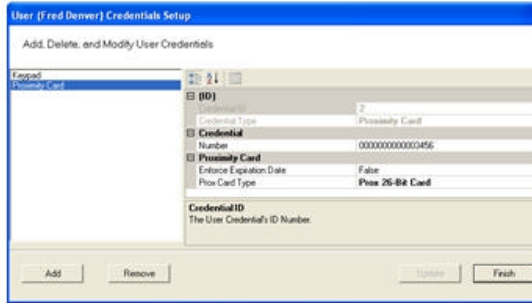 User (Fred Denver) Credentials Setup
Add, Delete, and Modify User Credentials
Keypad
Proximity Card
(ID)
Credential ID 2
Credential Type Proximity Card
Credential
Number 0000000000003456
Proximity Card
Enforce Expiration Date False
Prox Card Type Prox 26-Bit Card
Credential ID
The User Credential's ID Number.
Add Remove Update Finish